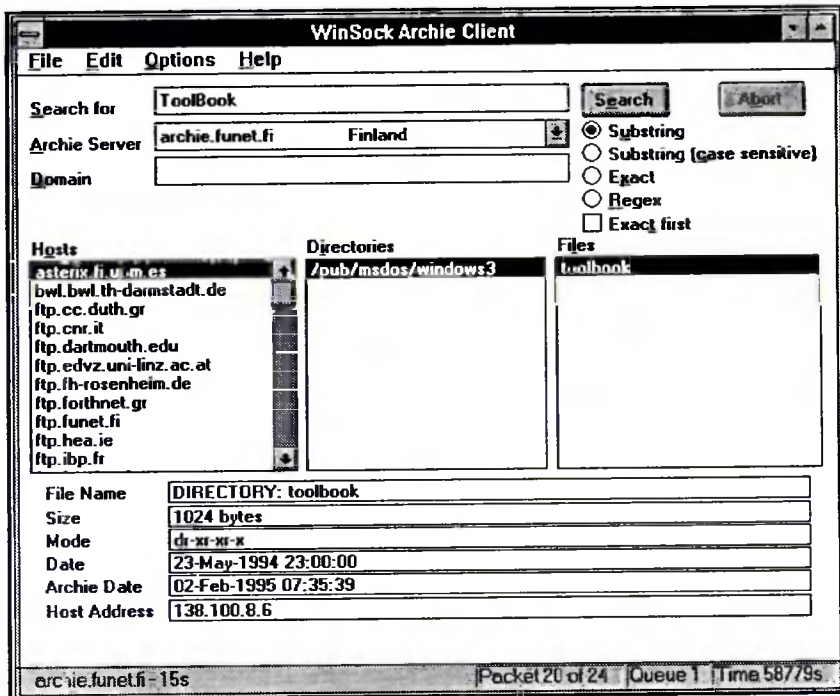 WinSock Archie Client
File Edit Options Help
Search for ToolBook Search Abort
Archie Server archie.funet.fi Finland
Domain
Substring
Substring (case sensitive)
Exact
Regex
Exact first
Hosts Directories Files
asterix.fi.upm.es /pub/msdos/windows3 toolbook
bwl.bwl.th-darmstadt.de
ftp.cc.duth.gr
ftp.cnr.it
ftp.dartmouth.edu
ftp.edvz.uni-linz.ac.at
ftp.fh-rosenheim.de
ftp.forthnet.gr
ftp.funet.fi
ftp.hea.ie
ftp.ibp.fr
File Name DIRECTORY: toolbook
Size 1024 bytes
Mode dr-xr-xr-x
Date 23-May-1994 23:00:00
Archie Date 02-Feb-1995 07:35:39
Host Address 138.100.8.6
archie.funet.fi - 15s Packet 20 of 24 Queue 1 Time 58779s